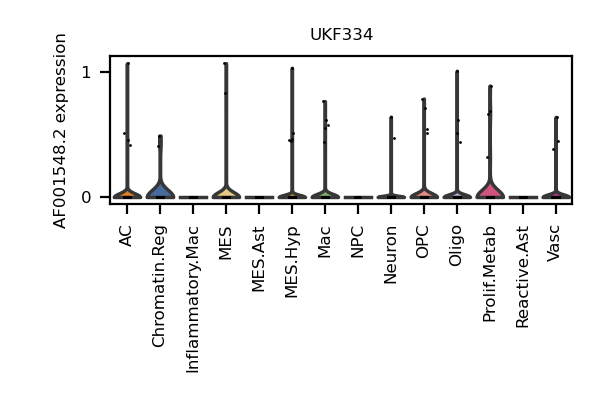 UKF334
AF001548.2 expression
1
0
AC
Chromatin.Reg
Inflammatory.Mac
MES
MES.Ast
MES.Hyp
Mac
NPC
Neuron
OPC
Oligo
Prolif.Metab
Reactive.Ast
Vasc